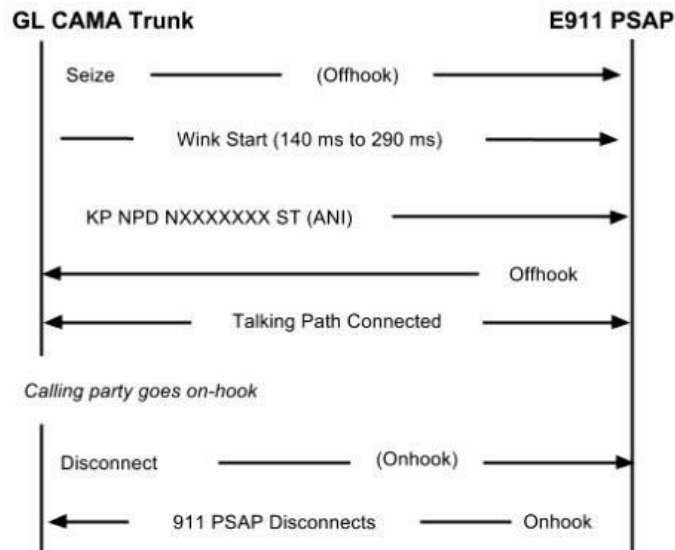 GL CAMA Trunk E911 PSAP
Seize (Offhook)
Wink Start (140 ms to 290 ms)
KP NPD NXXXXXXX ST (ANI)
Offhook
Talking Path Connected
Calling party goes on-hook
Disconnect (Onhook)
911 PSAP Disconnects Onhook